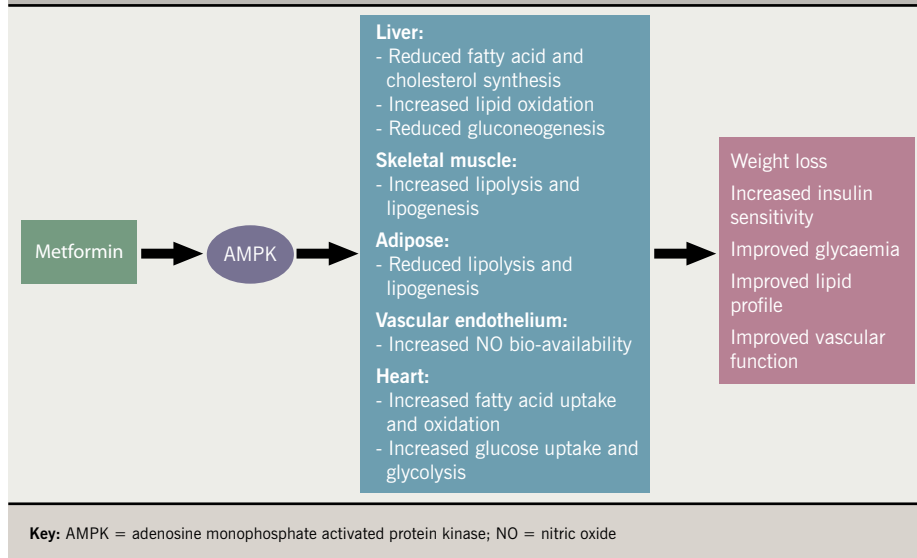 Metformin
AMPK
Liver:
- Reduced fatty acid and
cholesterol synthesis
- Increased lipid oxidation
- Reduced gluconeogenesis
Skeletal muscle:
- Increased lipolysis and
lipogenesis
Adipose:
- Reduced lipolysis and
lipogenesis
Vascular endothelium:
- Increased NO bio-availability
Heart:
- Increased fatty acid uptake
and oxidation
- Increased glucose uptake and
glycolysis
Weight loss
Increased insulin
sensitivity
Improved glycaemia
Improved lipid
profile
Improved vascular
function
Key: AMPK = adenosine monophosphate activated protein kinase; NO = nitric oxide